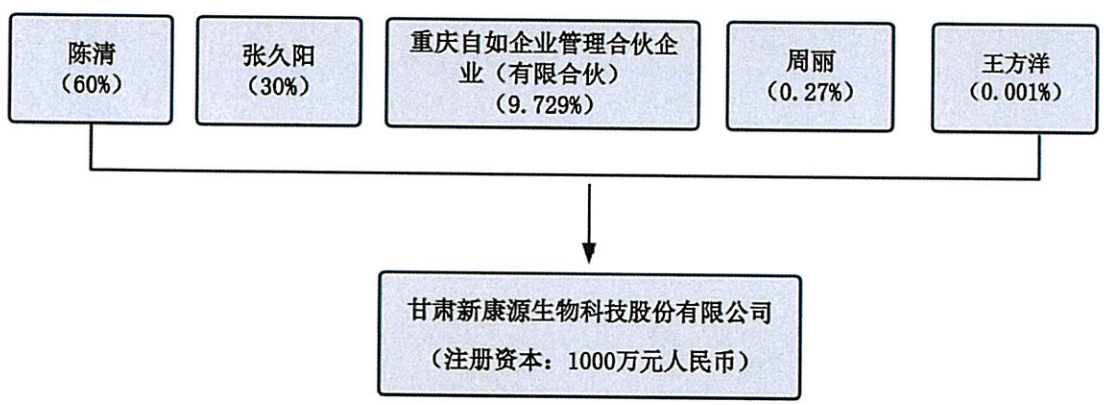 陈清
（60%）
张久阳
（30%）
重庆自如企业管理合伙企
业（有限合伙）
（9.729%）
周丽
（0.27%）
王方洋
（0.001%）
甘肃新康源生物科技股份有限公司
（注册资本：1000万元人民币）